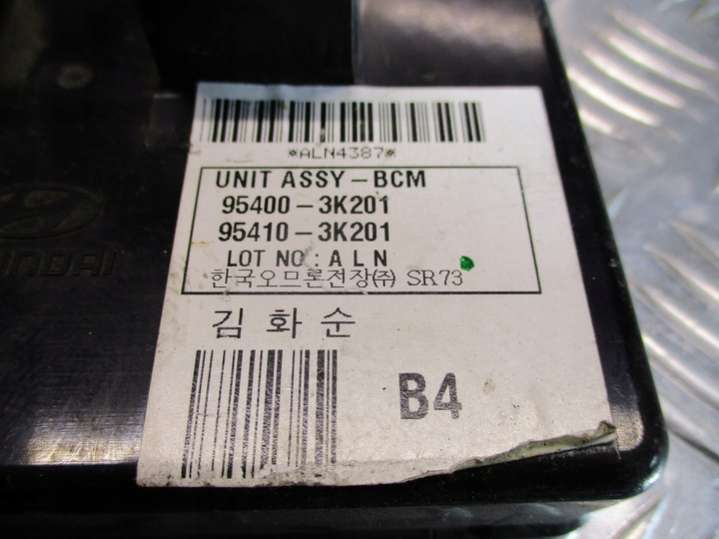 *ALN4387*
UNIT ASSY-BCM
95400-3K201
95410-3K201
LOT NO : A L N
한국오므론전장㈜ SR73
김 화 순
B4
HYUNDAI